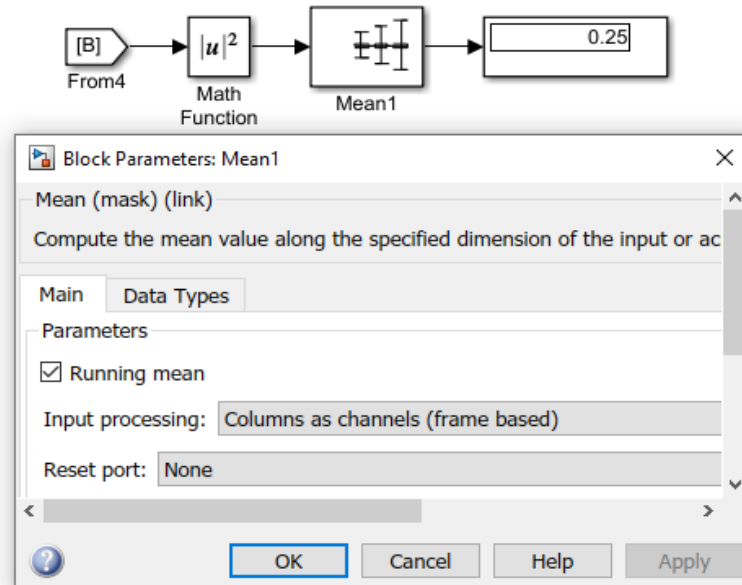 [B]
From4
|u|²
Math
Function
Mean1
0.25
Block Parameters: Mean1
Mean (mask) (link)
Compute the mean value along the specified dimension of the input or ac
Main
Data Types
Parameters
Running mean
Input processing: Columns as channels (frame based)
Reset port: None
OK
Cancel
Help
Apply